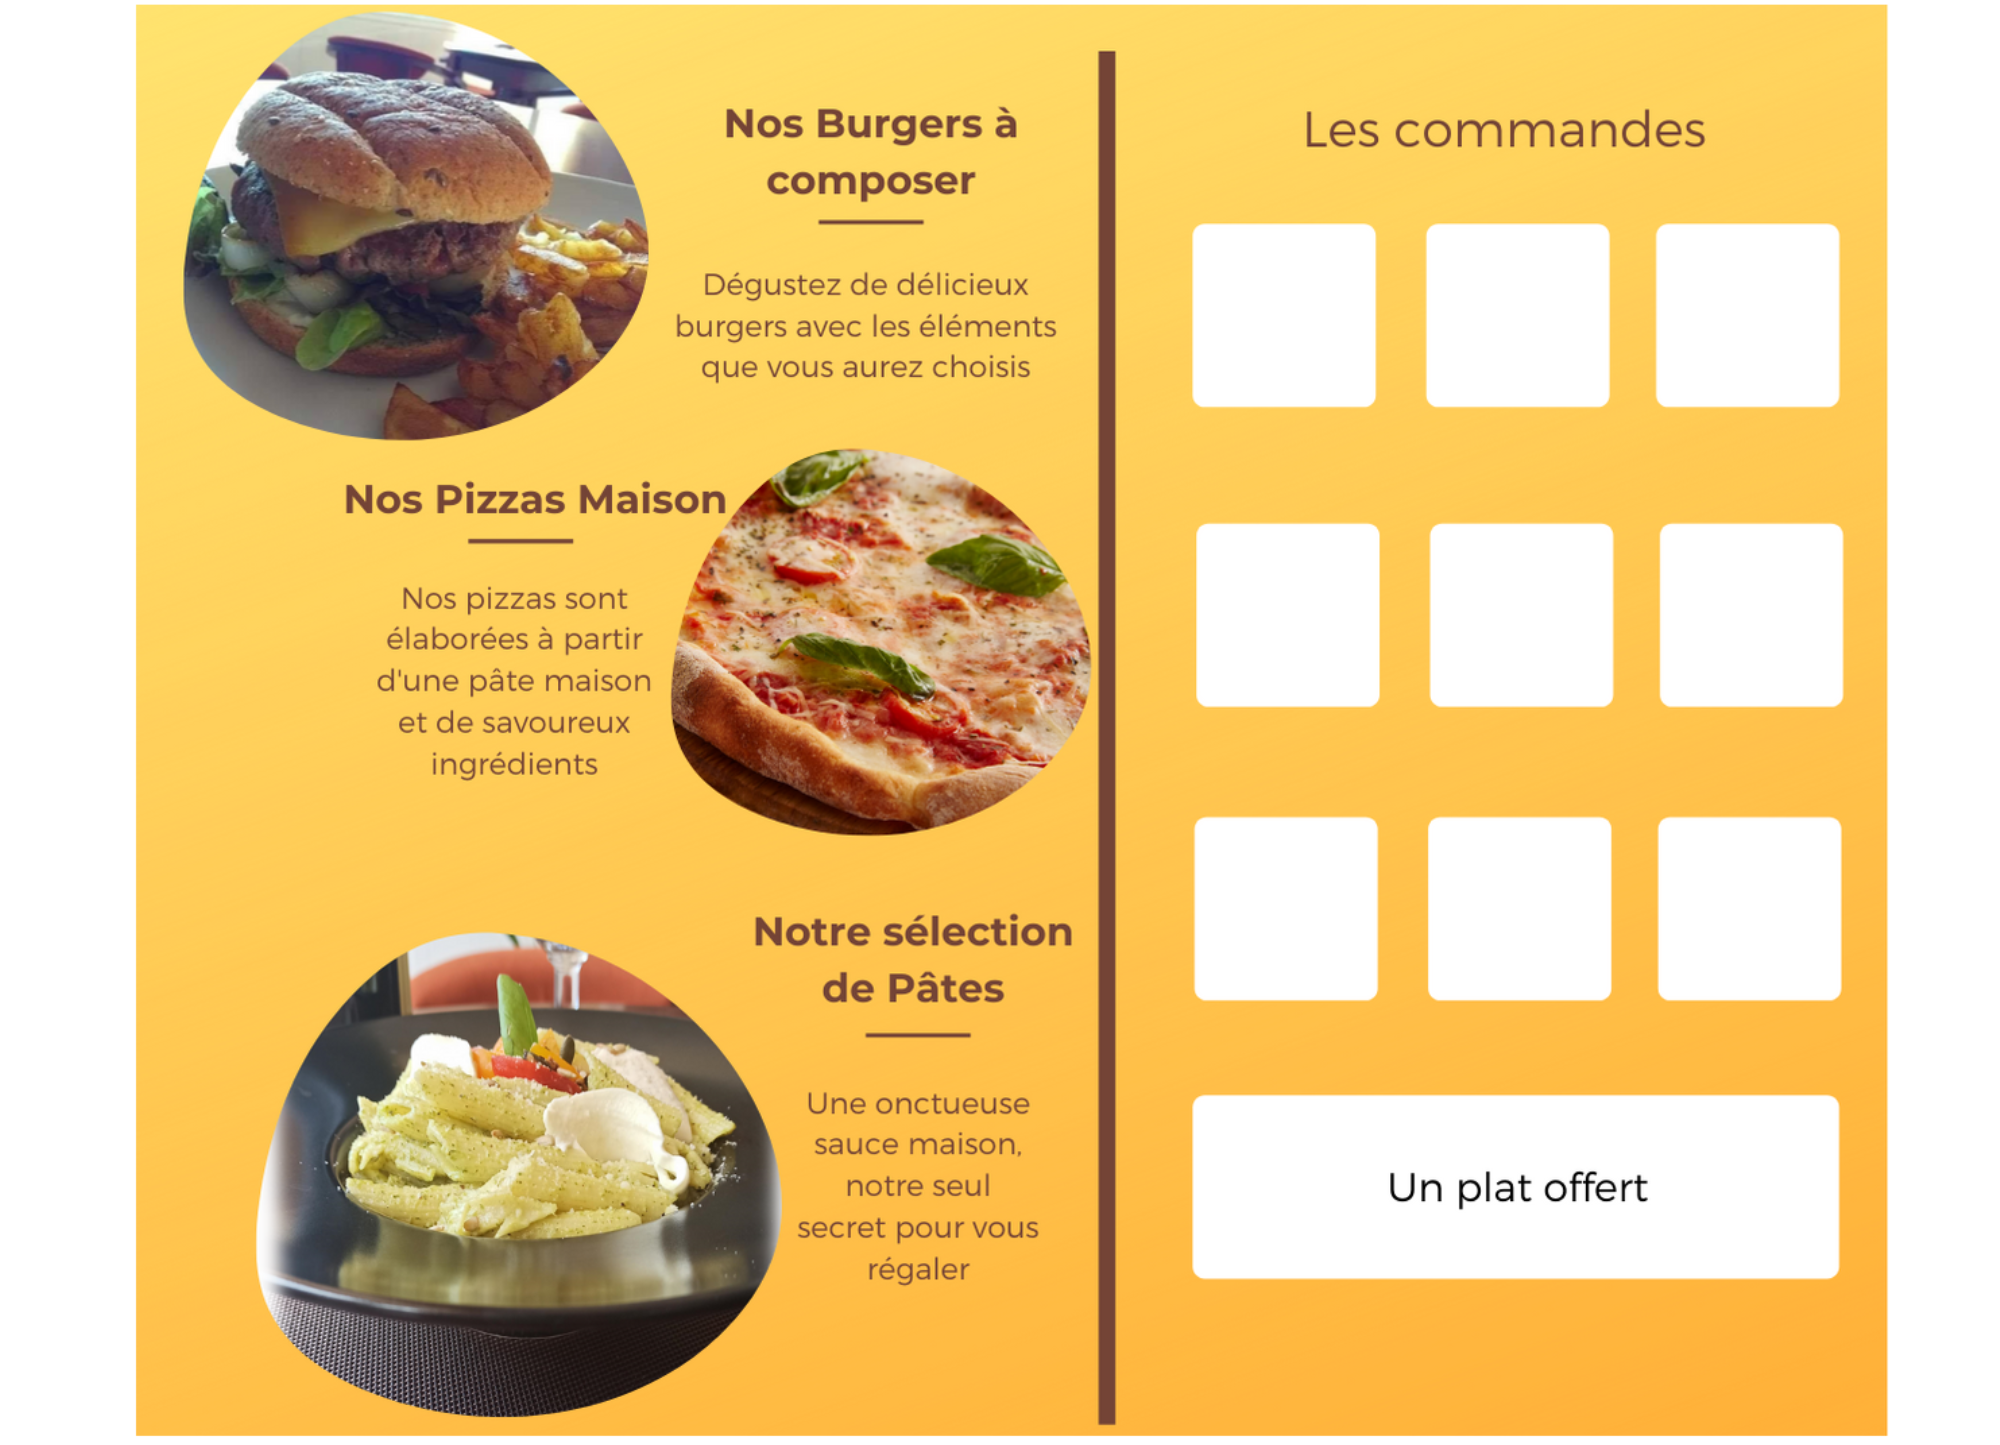 Nos Burgers à
composer
Dégustez de délicieux
burgers avec les éléments
que vous aurez choisis
Nos Pizzas Maison
Nos pizzas sont
élaborées à partir
d'une pâte maison
et de savoureux
ingrédients
Notre sélection
de Pâtes
Une onctueuse
sauce maison,
notre seul
secret pour vous
régaler
Les commandes
Un plat offert